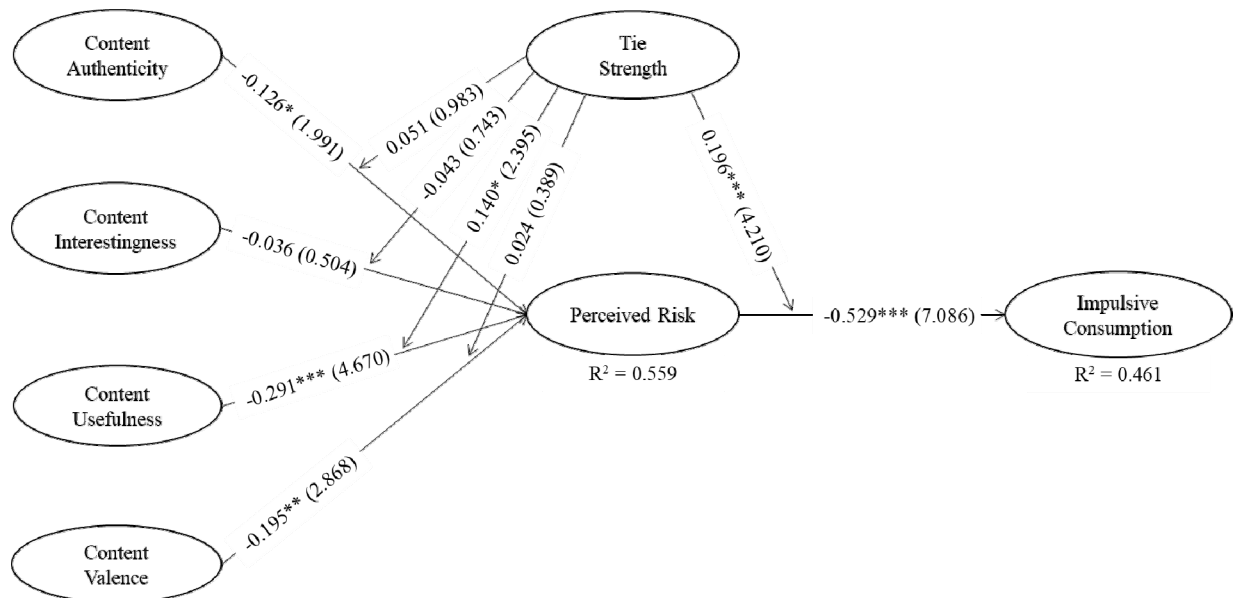 Content
Authenticity
Tie
Strength
-0.126* (1.991)
0.051 (0.983)
-0.043 (0.743)
0.140* (2.395)
0.024 (0.389)
0.196*** (4.210)
Content
Interestingness
-0.036 (0.504)
Perceived Risk
R² = 0.559
-0.529*** (7.086)
Impulsive
Consumption
R² = 0.461
Content
Usefulness
-0.291*** (4.670)
-0.195** (2.868)
Content
Valence